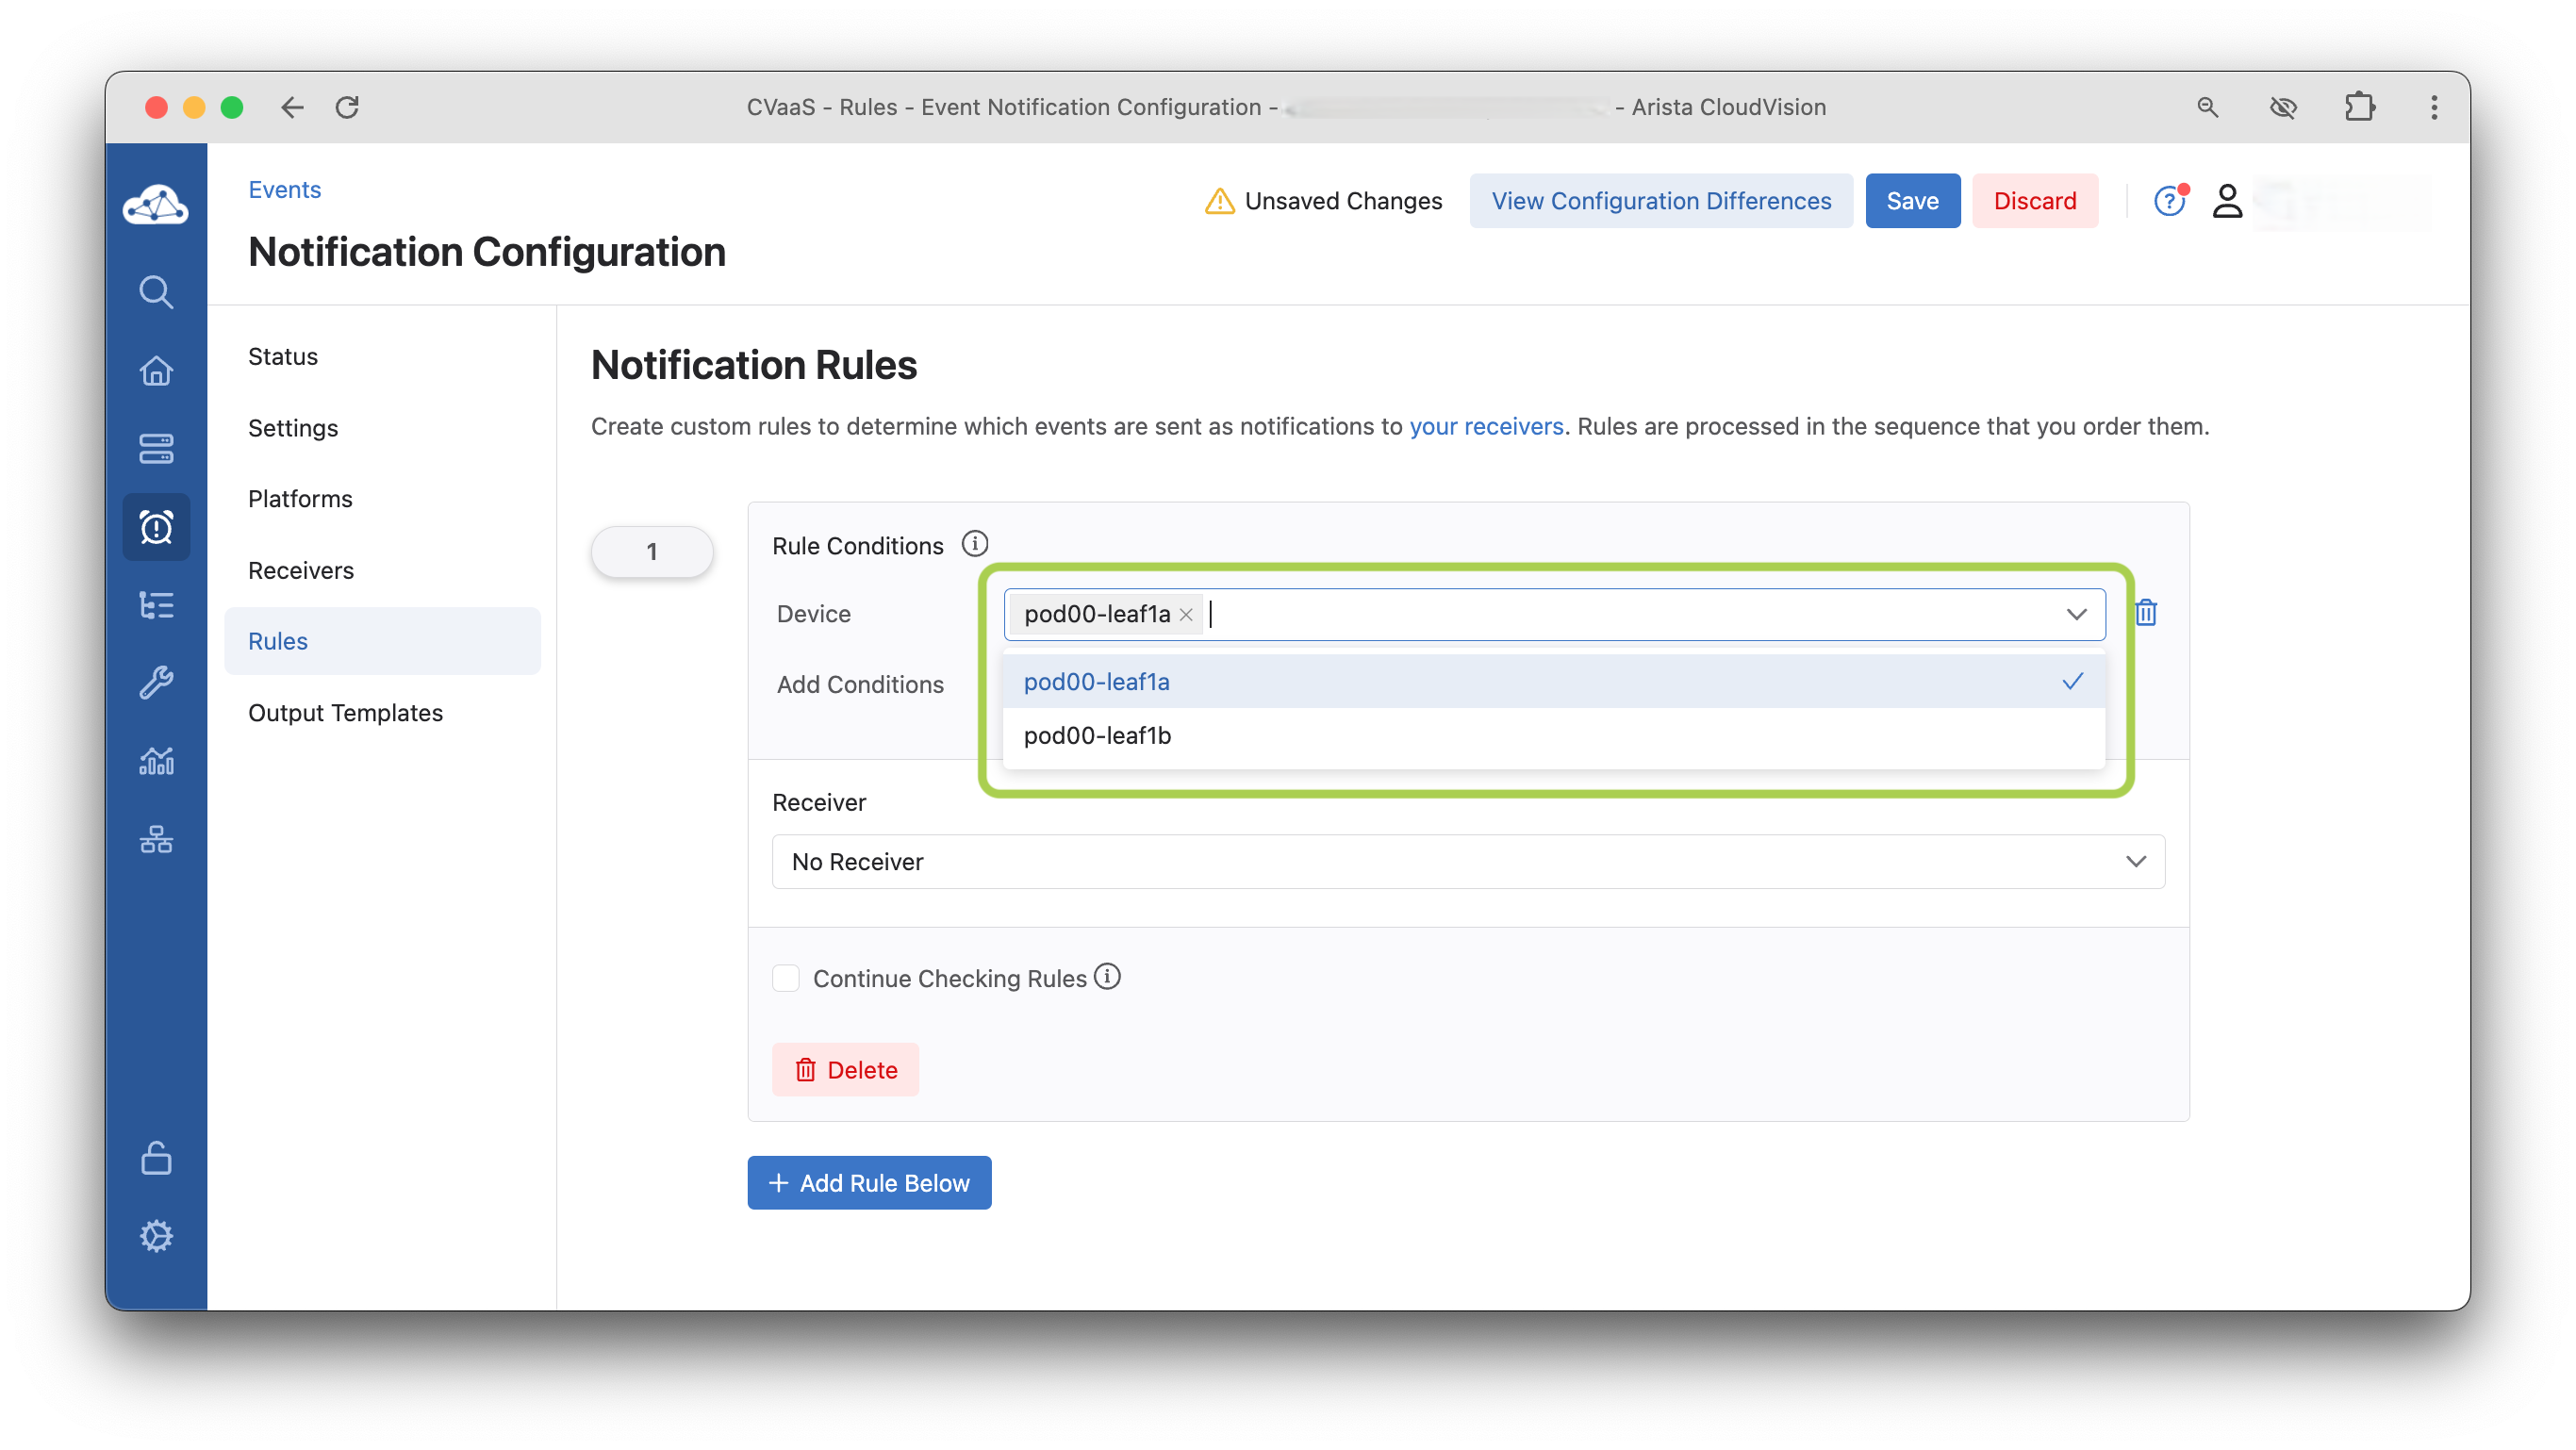 CVaaS - Rules - Event Notification Configuration - - Arista CloudVision
Events
Notification Configuration
Unsaved Changes
View Configuration Differences
Save
Discard
Status
Settings
Platforms
Receivers
Rules
Output Templates
Notification Rules
Create custom rules to determine which events are sent as notifications to your receivers. Rules are processed in the sequence that you order them.
1
Rule Conditions
Device
pod00-leaf1a
Add Conditions
pod00-leaf1a
pod00-leaf1b
Receiver
No Receiver
Continue Checking Rules
Delete
Add Rule Below